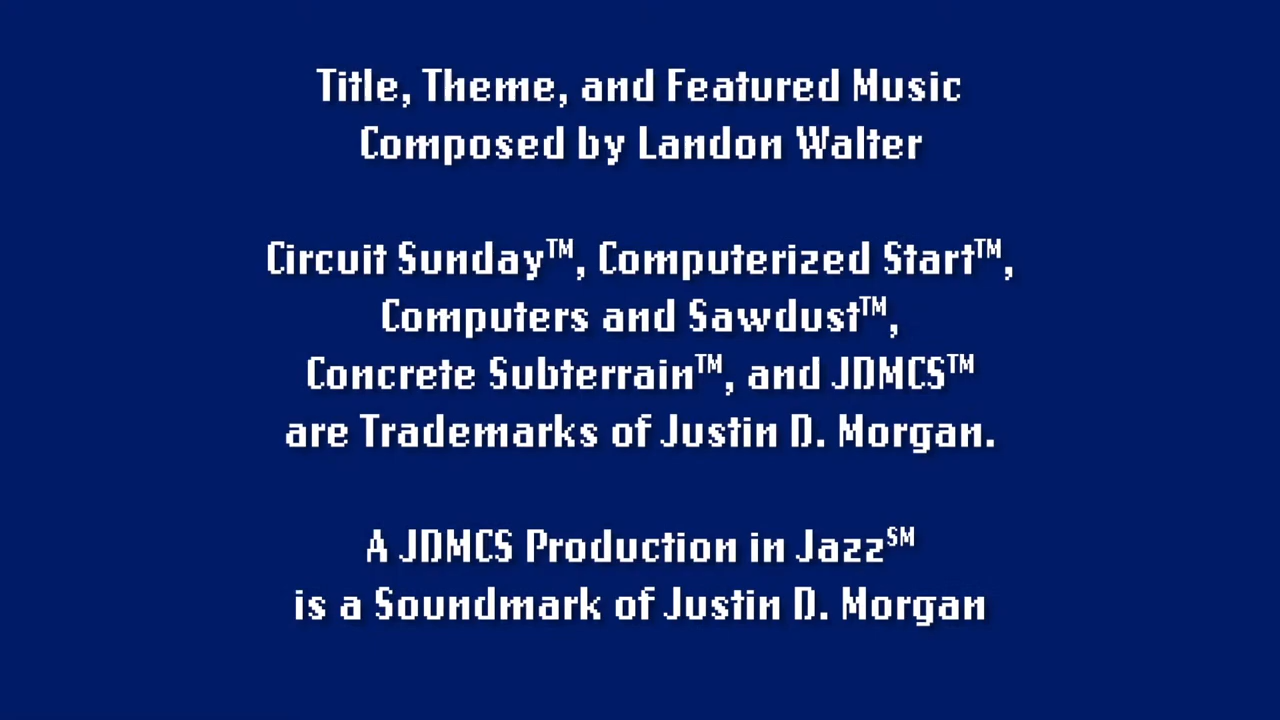 Title, Theme, and Featured Music
Composed by Landon Walter
Circuit Sunday™, Computerized Start™,
Computers and Sawdust™,
Concrete Subterrain™, and JDMCS™
are Trademarks of Justin D. Morgan.
A JDMCS Production in Jazz℠
is a Soundmark of Justin D. Morgan